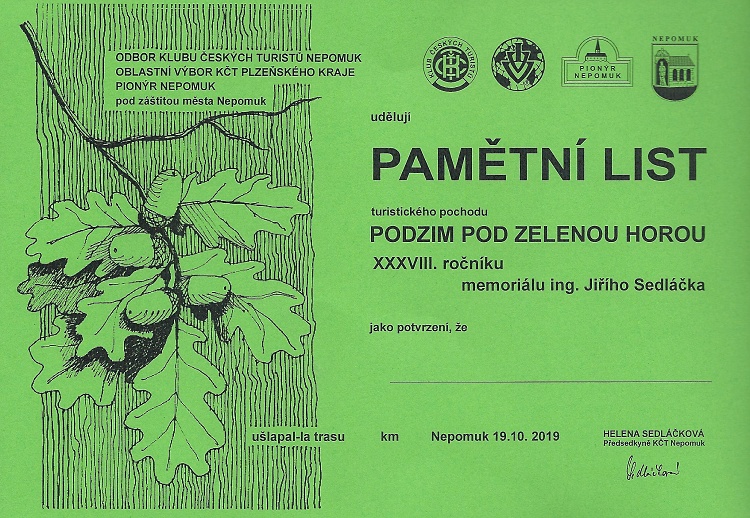 ODBOR KLUBU ČESKÝCH TURISTŮ NEPOMUK
OBLASTNÍ VÝBOR KČT PLZEŇSKÉHO KRAJE
PIONÝR NEPOMUK
pod záštitou města Nepomuk
KLUB ČESKÝCH TURISTŮ
PIONÝR
NEPOMUK
NEPOMUK
udělují
PAMĚTNÍ LIST
turistického pochodu
PODZIM POD ZELENOU HOROU
XXXVIII. ročníku
memoriálu ing. Jiřího Sedláčka
jako potvrzení, že
ušlapal-la trasu km Nepomuk 19.10. 2019
HELENA SEDLÁČKOVÁ
Předsedkyně KČT Nepomuk
Sedláčková